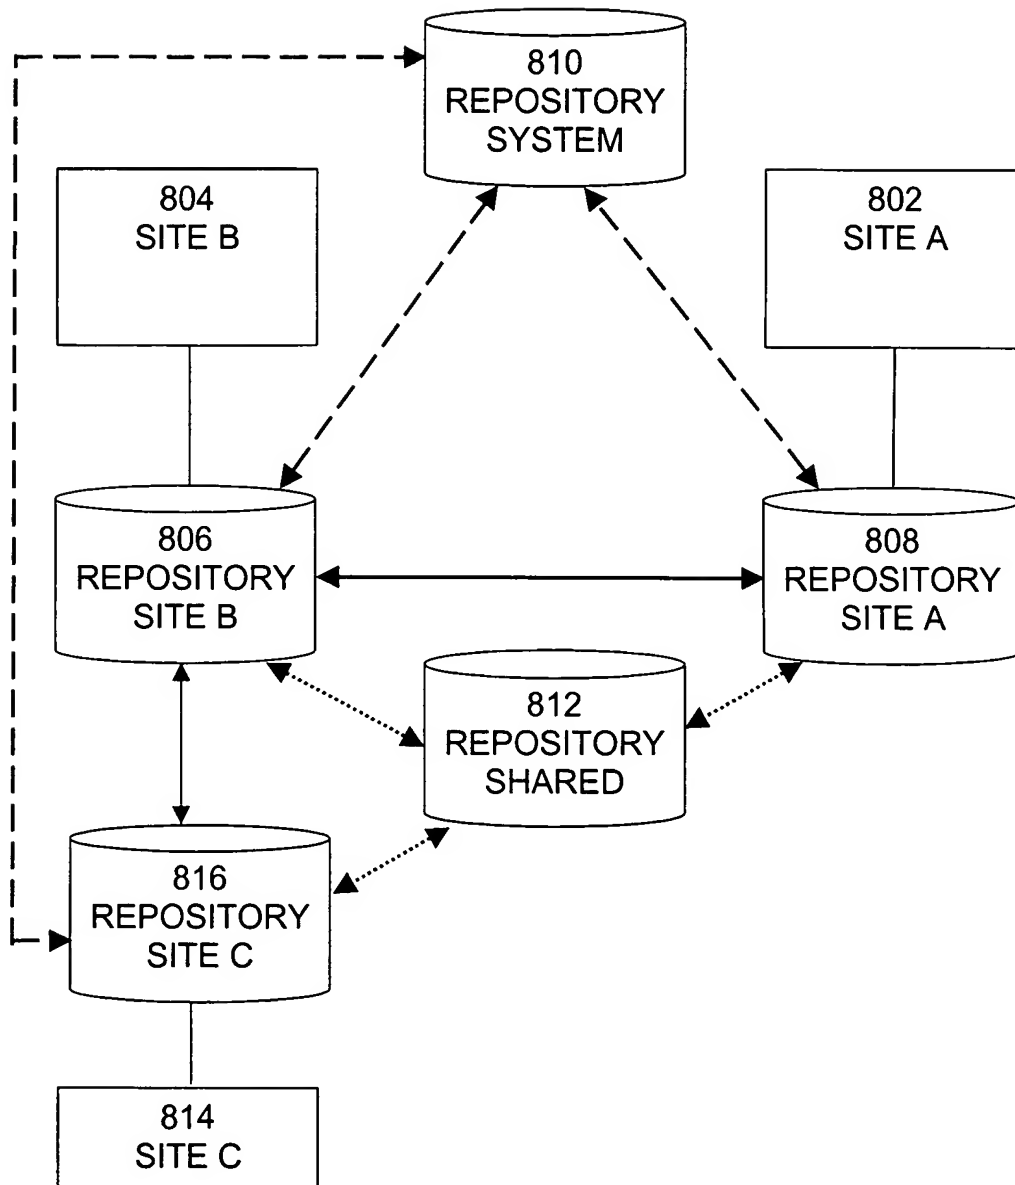 810
REPOSITORY
SYSTEM
804
SITE B
802
SITE A
806
REPOSITORY
SITE B
808
REPOSITORY
SITE A
812
REPOSITORY
SHARED
816
REPOSITORY
SITE C
814
SITE C